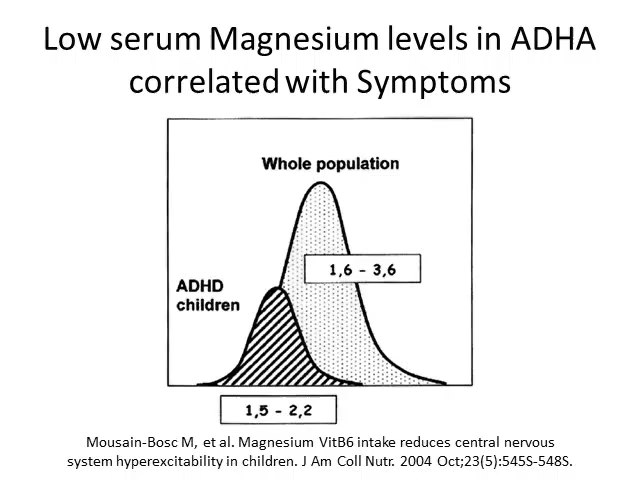 Low serum Magnesium levels in ADHA
correlated with Symptoms
Whole population
1,6 - 3,6
ADHD
children
1,5 - 2,2
Mousain-Bosc M, et al. Magnesium VitB6 intake reduces central nervous
system hyperexcitability in children. J Am Coll Nutr. 2004 Oct;23(5):545S-548S.